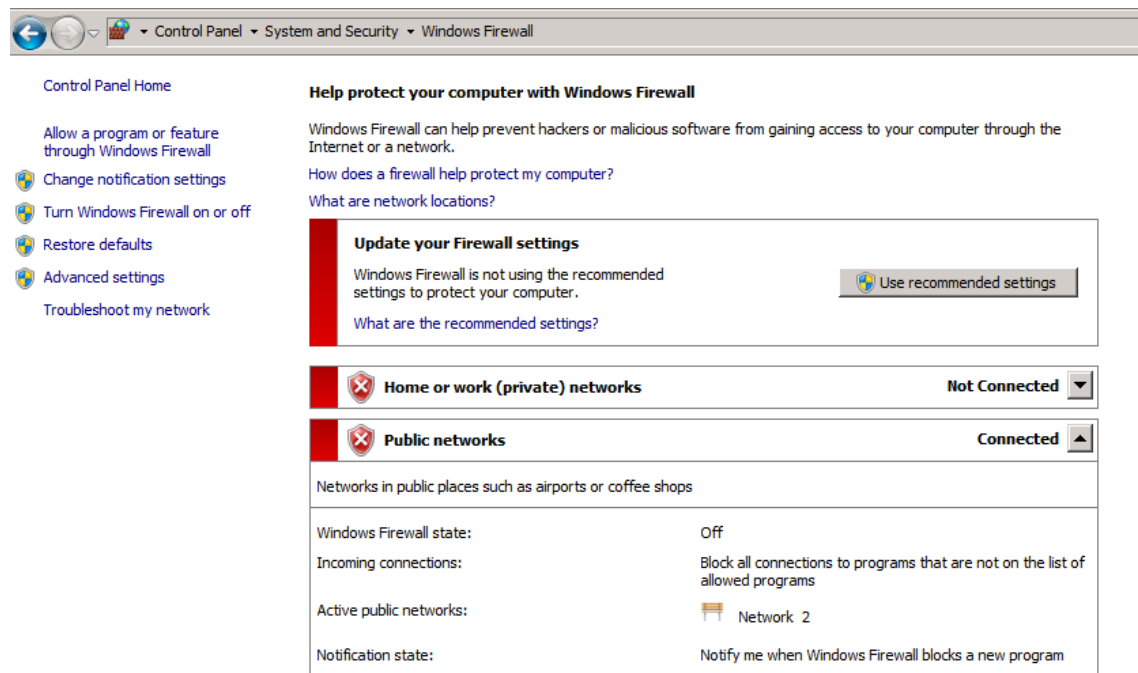 Control Panel System and Security Windows Firewall
Control Panel Home
Allow a program or feature
through Windows Firewall
Change notification settings
Turn Windows Firewall on or off
Restore defaults
Advanced settings
Troubleshoot my network
Help protect your computer with Windows Firewall
Windows Firewall can help prevent hackers or malicious software from gaining access to your computer through the
Internet or a network.
How does a firewall help protect my computer?
What are network locations?
Update your Firewall settings
Windows Firewall is not using the recommended
settings to protect your computer.
Use recommended settings
What are the recommended settings?
Home or work (private) networks Not Connected
Public networks Connected
Networks in public places such as airports or coffee shops
Windows Firewall state: Off
Incoming connections: Block all connections to programs that are not on the list of
allowed programs
Active public networks: Network 2
Notification state: Notify me when Windows Firewall blocks a new program